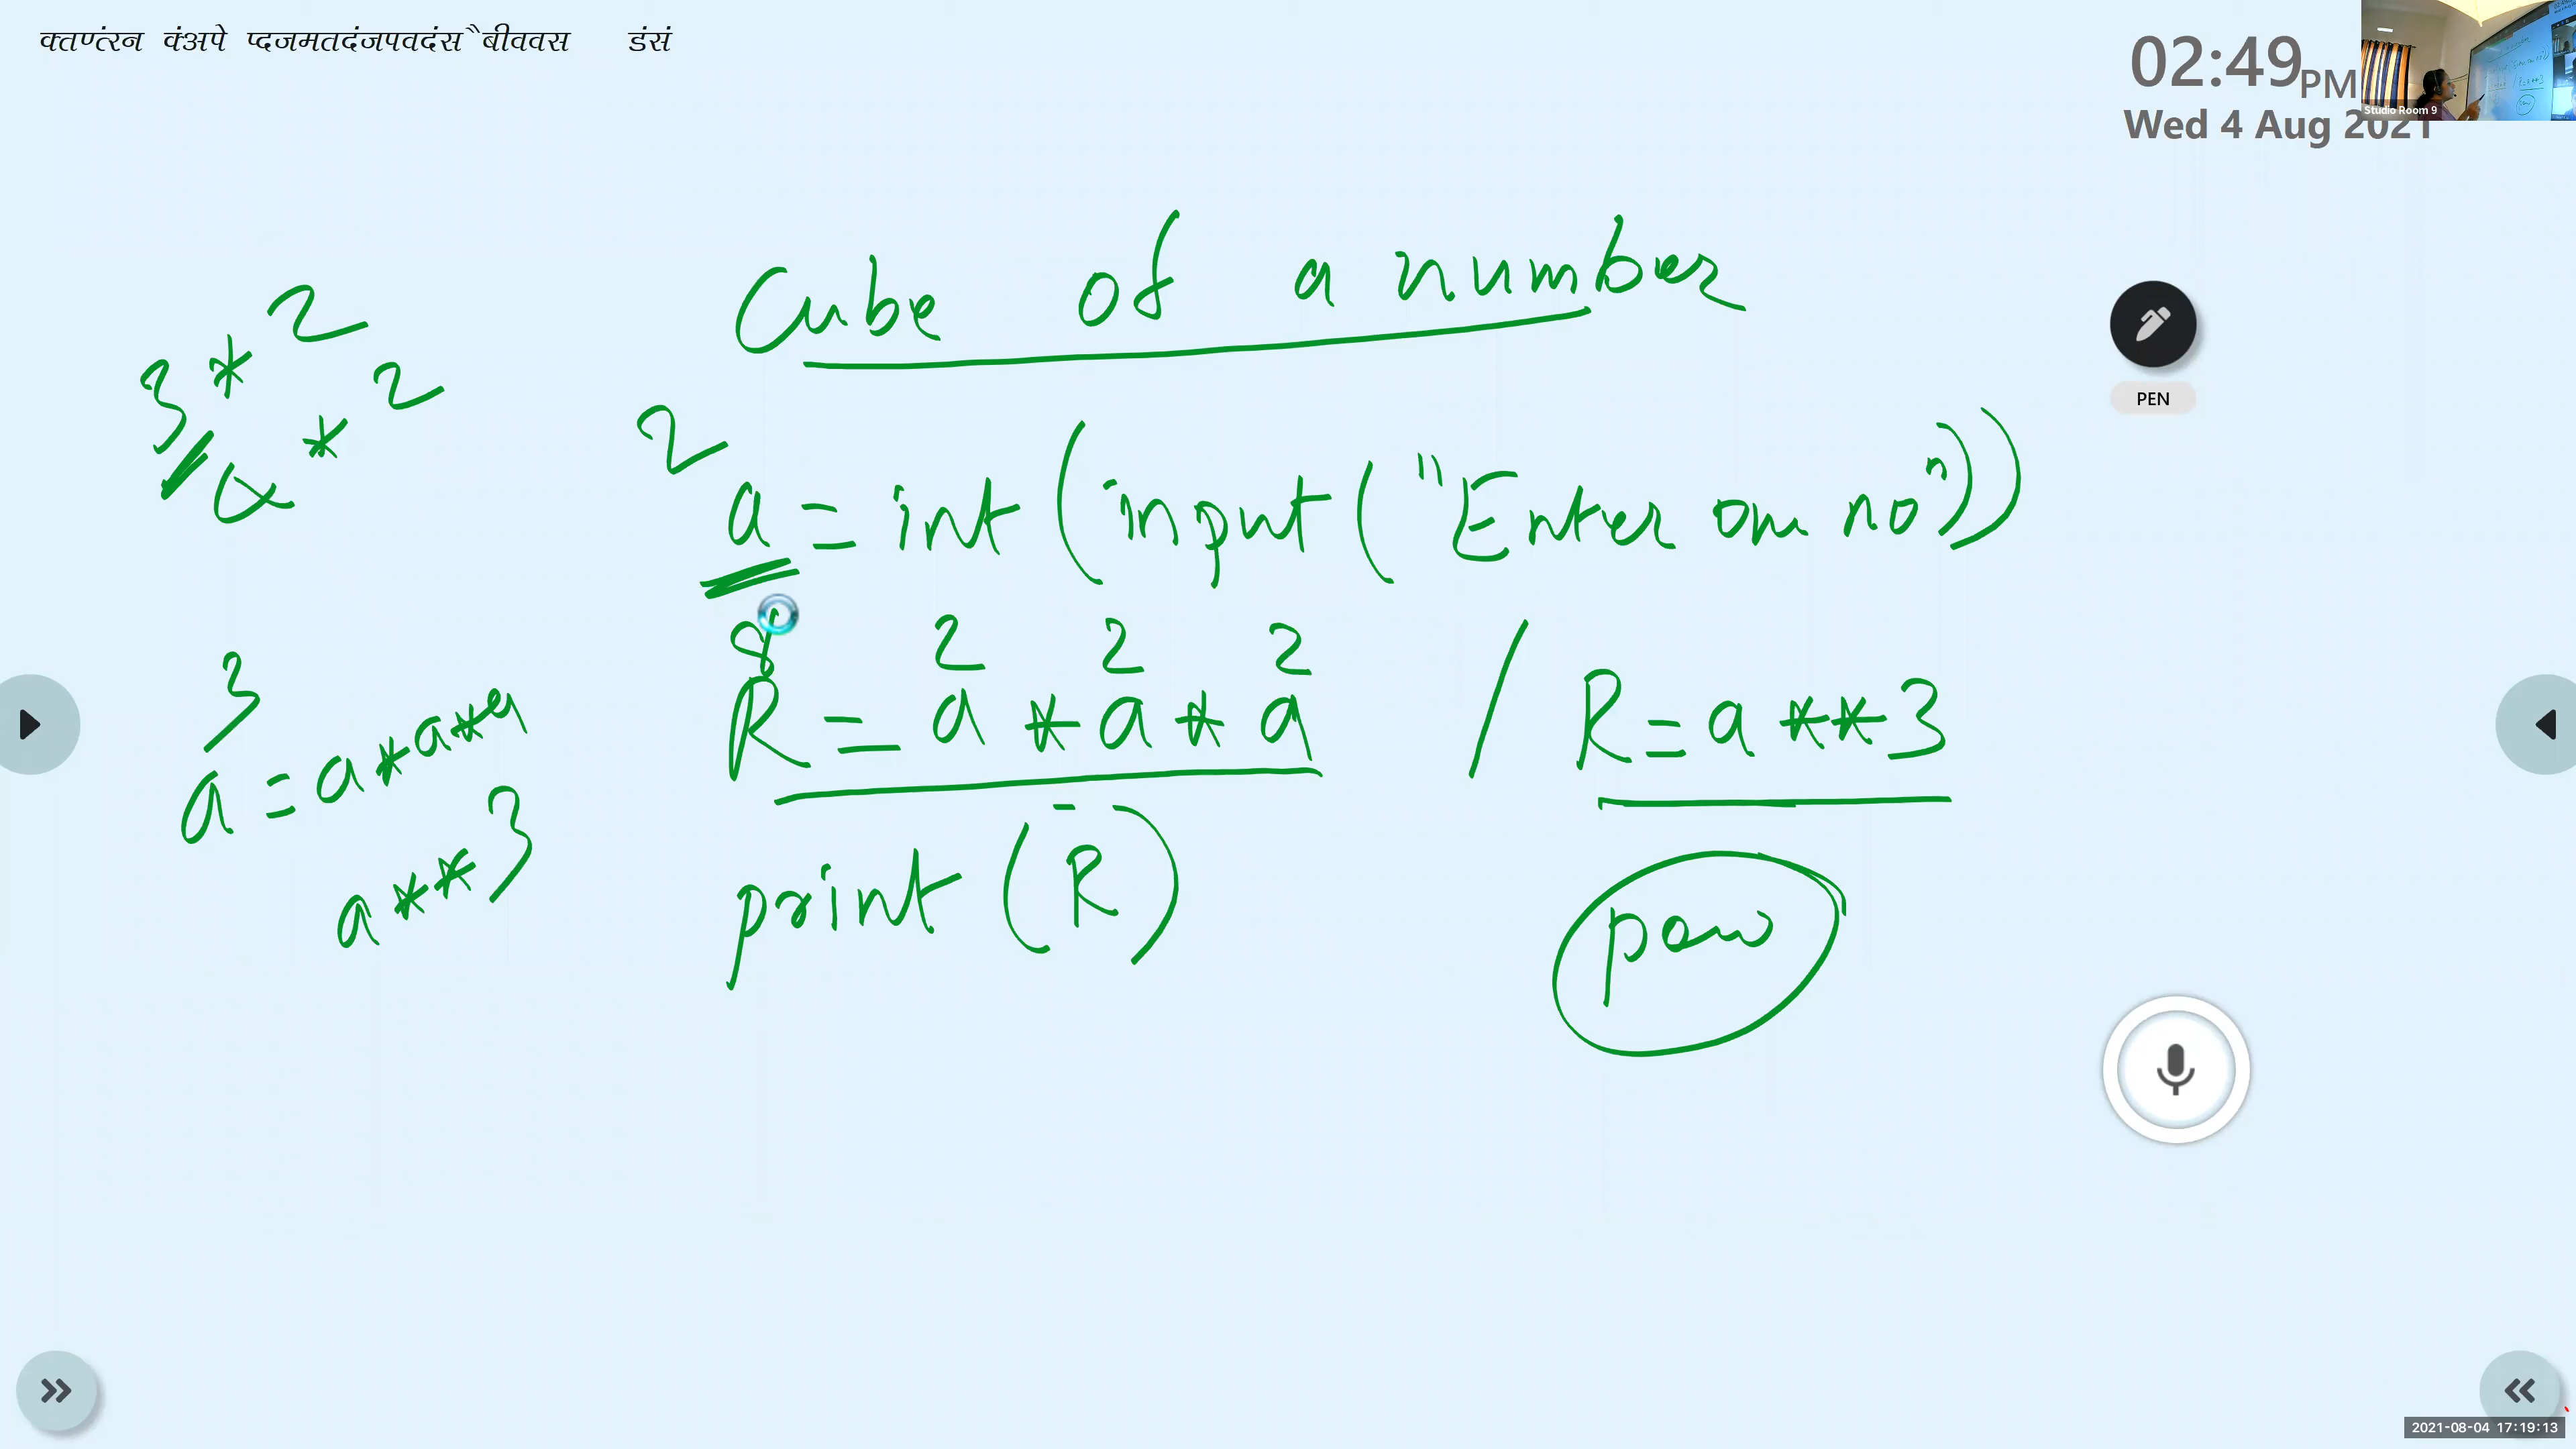 क्तण्तंरन कंअपे प्दजमतदंजपवदंस ैबीववस डंसं
02:49PM
Wed 4 Aug 2021
Studio Room 9
Cube of a number
3**2
4**2
2
a = int(input("Enter one no"))
8 2 2 2
R = a * a * a / R = a ** 3
a³ = a*a*a
a**3
print(R)
pow
PEN
2021-08-04 17:19:13